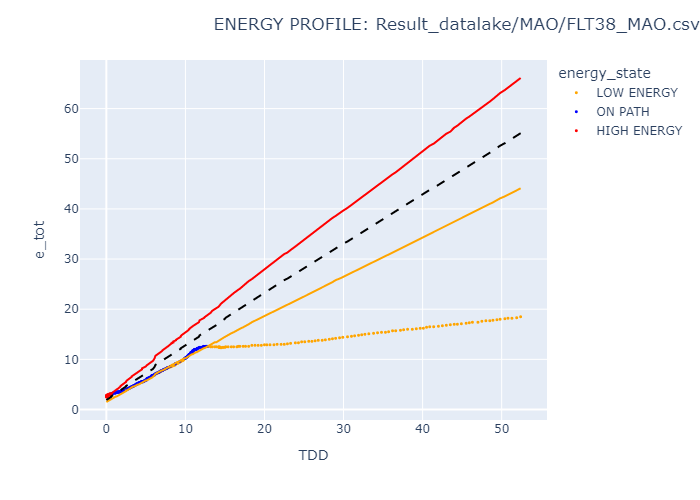 ENERGY PROFILE: Result_datalake/MAO/FLT38_MAO.csv
energy_state
LOW ENERGY
ON PATH
HIGH ENERGY
e_tot
60
50
40
30
20
10
0
0 10 20 30 40 50
TDD